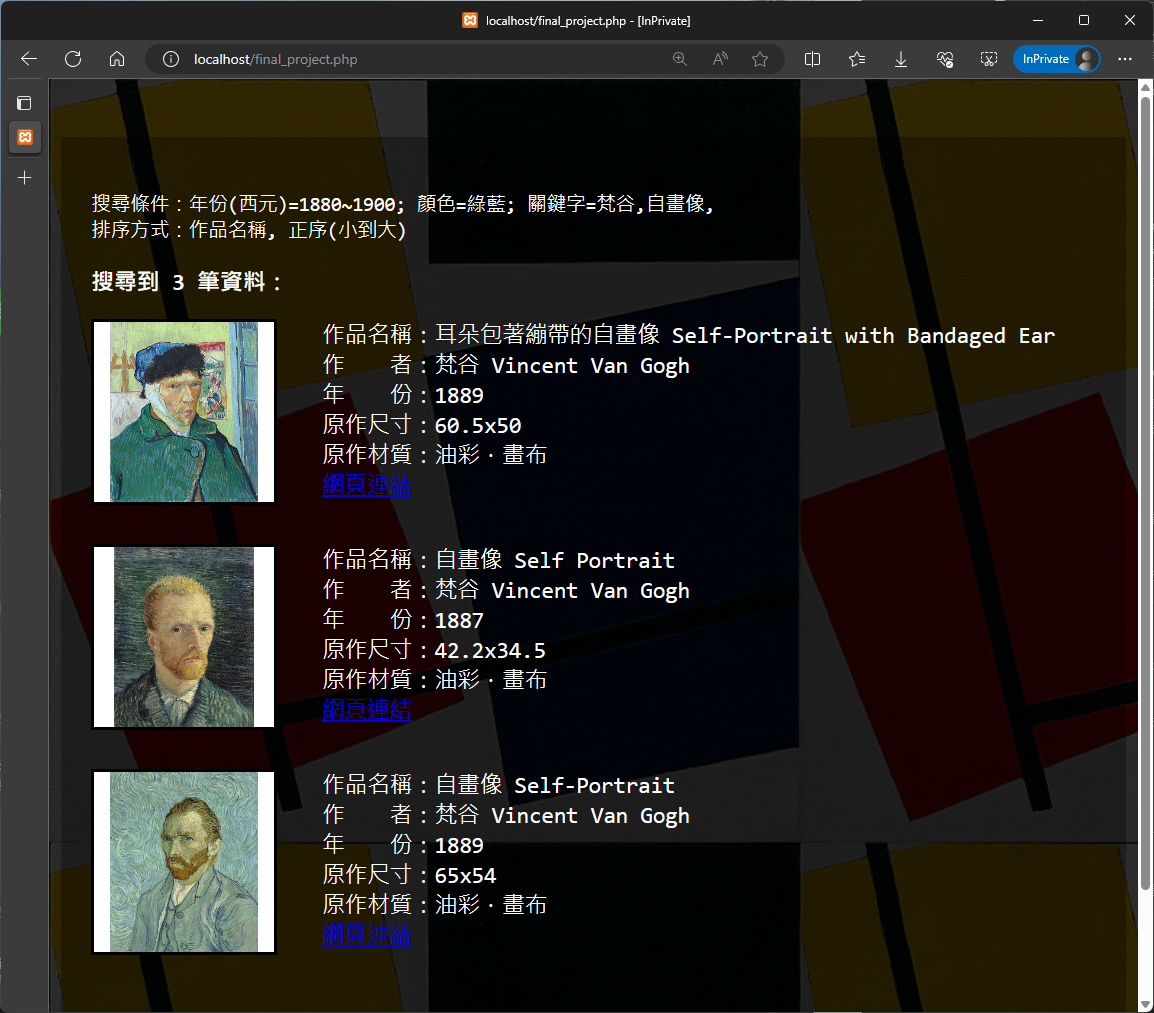 localhost/final_project.php - [InPrivate]
localhost/final_project.php
InPrivate
搜尋條件：年份(西元)=1880~1900; 顏色=綠藍; 關鍵字=梵谷,自畫像,
排序方式：作品名稱, 正序(小到大)
搜尋到 3 筆資料：
作品名稱：耳朵包著繃帶的自畫像 Self-Portrait with Bandaged Ear
作　　者：梵谷 Vincent Van Gogh
年　　份：1889
原作尺寸：60.5x50
原作材質：油彩．畫布
網頁連結
作品名稱：自畫像 Self Portrait
作　　者：梵谷 Vincent Van Gogh
年　　份：1887
原作尺寸：42.2x34.5
原作材質：油彩．畫布
網頁連結
作品名稱：自畫像 Self-Portrait
作　　者：梵谷 Vincent Van Gogh
年　　份：1889
原作尺寸：65x54
原作材質：油彩．畫布
網頁連結